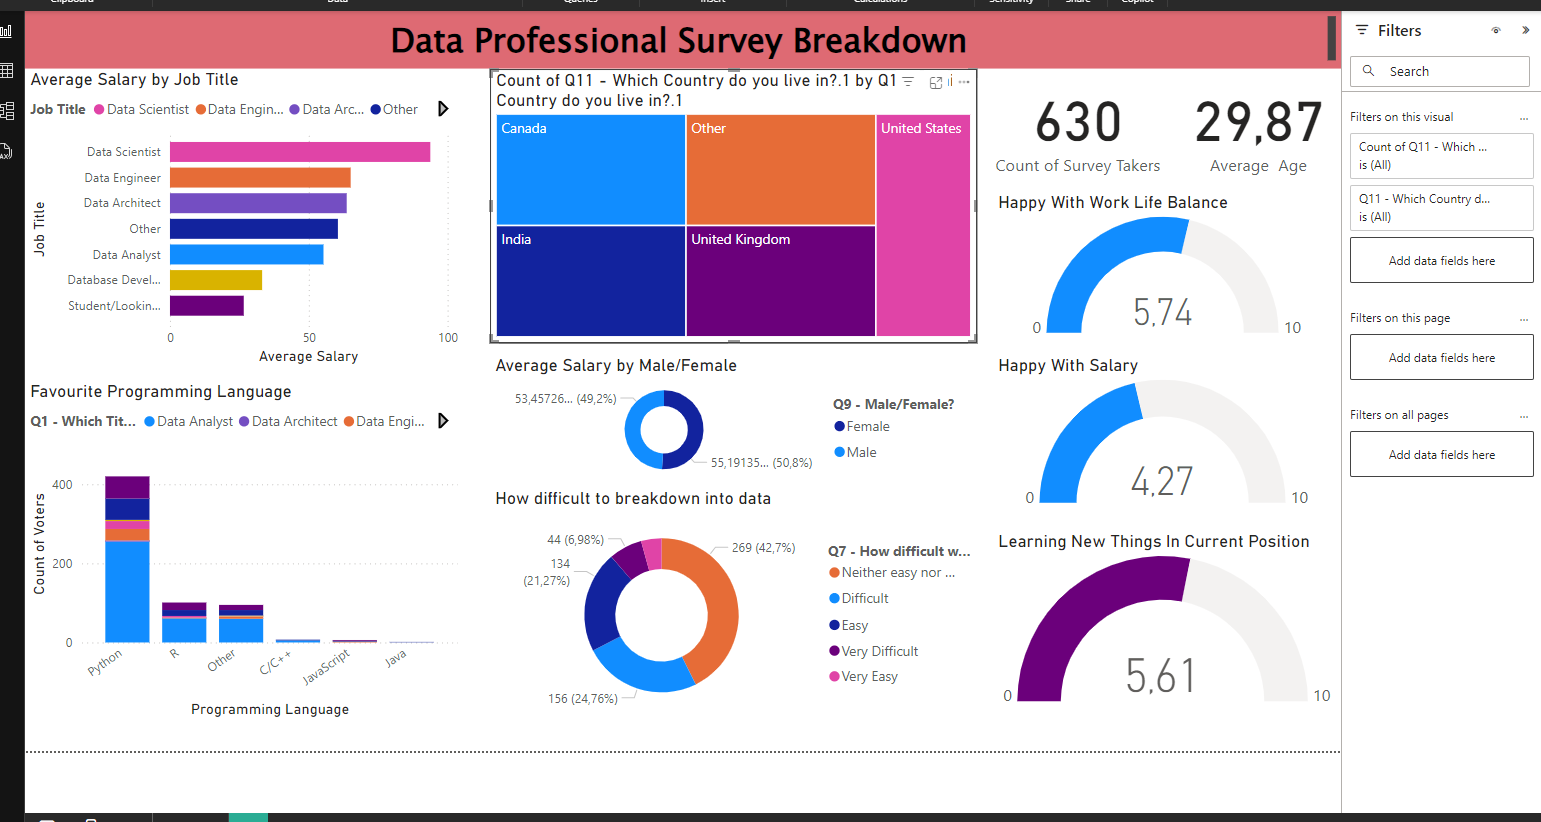 Clipboard
Data
Queries
Insert
Calculations
Sensitivity
Share
Copilot
Data Professional Survey Breakdown
Average Salary by Job Title
Job Title Data Scientist Data Engin... Data Arc... Other
Job Title
Data Scientist
Data Engineer
Data Architect
Other
Data Analyst
Database Devel...
Student/Lookin...
0 50 100
Average Salary
Favourite Programming Language
Q1 - Which Tit... Data Analyst Data Architect Data Engi...
Count of Voters
400
200
0
Python R Other C/C++ JavaScript Java
Programming Language
Count of Q11 - Which Country do you live in?.1 by Q1
Country do you live in?.1
Canada
Other
United States
India
United Kingdom
Average Salary by Male/Female
53,45726... (49,2%)
55,19135... (50,8%)
Q9 - Male/Female?
Female
Male
How difficult to breakdown into data
44 (6,98%)
134
(21,27%)
269 (42,7%)
156 (24,76%)
Q7 - How difficult w...
Neither easy nor ...
Difficult
Easy
Very Difficult
Very Easy
630
Count of Survey Takers
29,87
Average Age
Happy With Work Life Balance
5,74
0 10
Happy With Salary
4,27
0 10
Learning New Things In Current Position
5,61
0 10
Filters
Search
Filters on this visual
...
Count of Q11 - Which ...
is (All)
Q11 - Which Country d...
is (All)
Add data fields here
Filters on this page
...
Add data fields here
Filters on all pages
...
Add data fields here